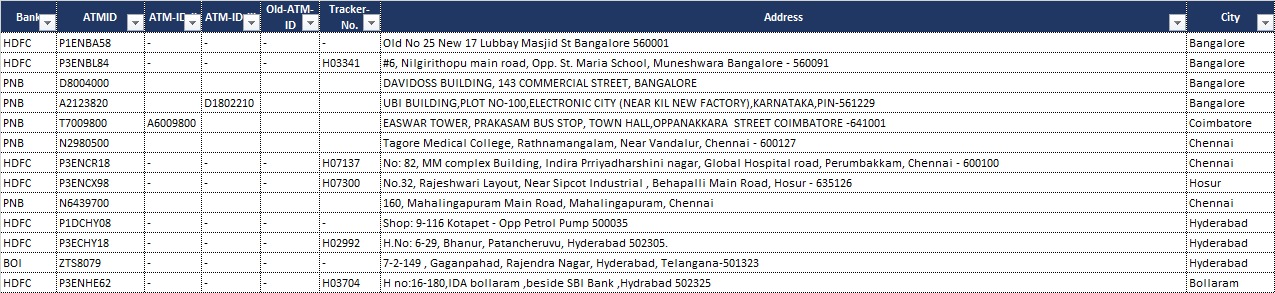 Bank ATMID ATM-ID ATM-ID Old-ATM-ID Tracker-No. Address City
HDFC P1ENBA58 - - - - Old No 25 New 17 Lubbay Masjid St Bangalore 560001 Bangalore
HDFC P3ENBL84 - - - H03341 #6, Nilgirithopu main road, Opp. St. Maria School, Muneshwara Bangalore - 560091 Bangalore
PNB D8004000 DAVIDOSS BUILDING, 143 COMMERCIAL STREET, BANGALORE Bangalore
PNB A2123820 D1802210 UBI BUILDING,PLOT NO-100,ELECTRONIC CITY (NEAR KIL NEW FACTORY),KARNATAKA,PIN-561229 Bangalore
PNB T7009800 A6009800 EASWAR TOWER, PRAKASAM BUS STOP, TOWN HALL,OPPANAKKARA STREET COIMBATORE -641001 Coimbatore
PNB N2980500 Tagore Medical College, Rathnamangalam, Near Vandalur, Chennai - 600127 Chennai
HDFC P3ENCR18 - - - H07137 No: 82, MM complex Building, Indira Prriyadharshini nagar, Global Hospital road, Perumbakkam, Chennai - 600100 Chennai
HDFC P3ENCX98 - - - H07300 No.32, Rajeshwari Layout, Near Sipcot Industrial , Behapalli Main Road, Hosur - 635126 Hosur
PNB N6439700 160, Mahalingapuram Main Road, Mahalingapuram, Chennai Chennai
HDFC P1DCHY08 - - - - Shop: 9-116 Kotapet - Opp Petrol Pump 500035 Hyderabad
HDFC P3ECHY18 - - - H02992 H.No: 6-29, Bhanur, Patancheruvu, Hyderabad 502305. Hyderabad
BOI ZTS8079 - - - - 7-2-149 , Gaganpahad, Rajendra Nagar, Hyderabad, Telangana-501323 Hyderabad
HDFC P3ENHE62 - - - H03704 H no:16-180,IDA bollaram ,beside SBI Bank ,Hydrabad 502325 Bollaram